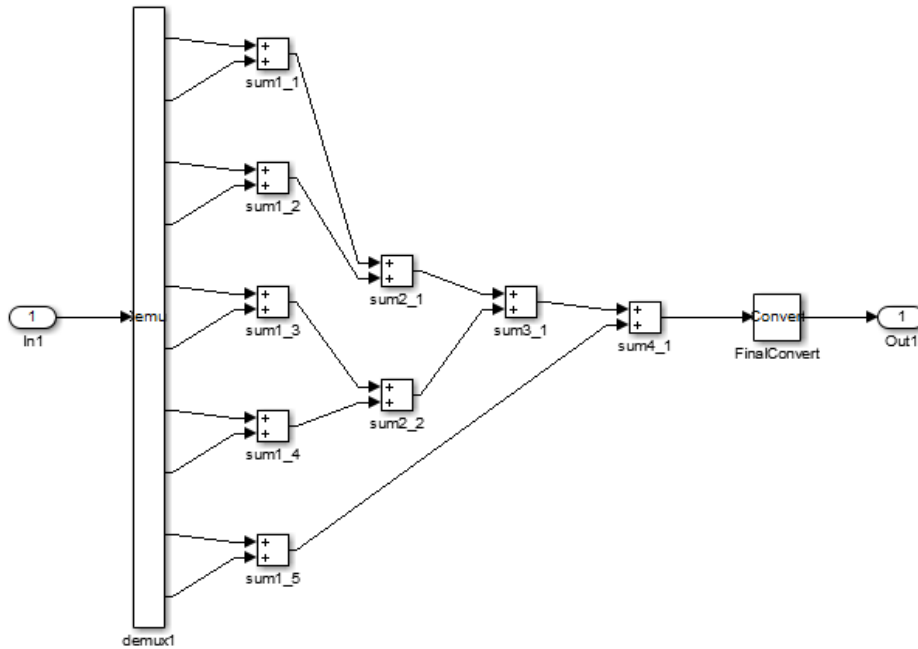 +
+
sum1_1
+
+
sum1_2
+
+
sum2_1
1
In1
Demu
+
+
sum1_3
+
+
sum3_1
+
+
sum4_1
Convert
FinalConvert
1
Out1
+
+
sum2_2
+
+
sum1_4
+
+
sum1_5
demux1